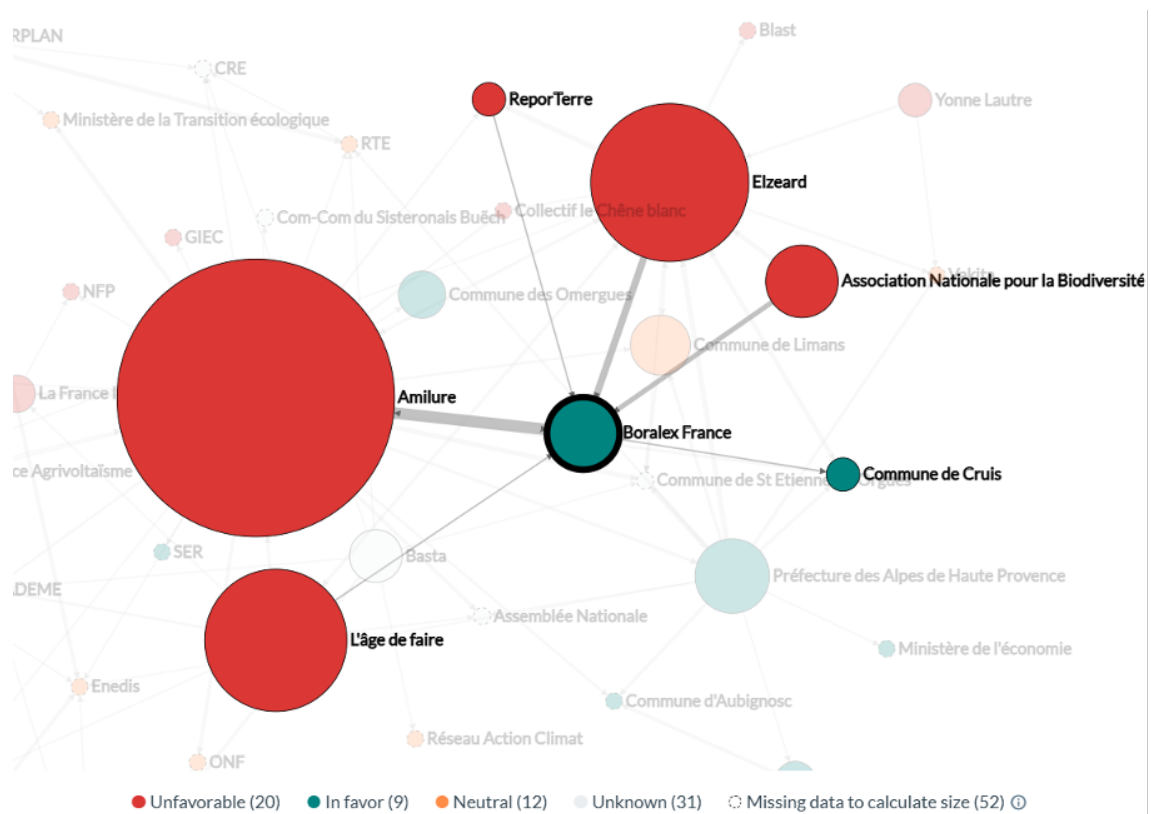 RPLAN
Blast
CRE
ReporTerre
Yonne Lautre
Ministère de la Transition écologique
RTE
Elzeard
Collectif le Chêne blanc
Com-Com du Sisteronais Buëch
GIEC
Association Nationale pour la Biodiversité
NFP
Commune des Omergues
Commune de Limans
La France
Amilure
Boralex France
ce Agrivoltaïsme
Commune de Cruis
Commune de St Etienne
SER
Basta
Préfecture des Alpes de Haute Provence
ADEME
Assemblée Nationale
L'âge de faire
Ministère de l'économie
Enedis
Commune d'Aubignosc
Réseau Action Climat
ONF
Unfavorable (20) In favor (9) Neutral (12) Unknown (31) Missing data to calculate size (52)